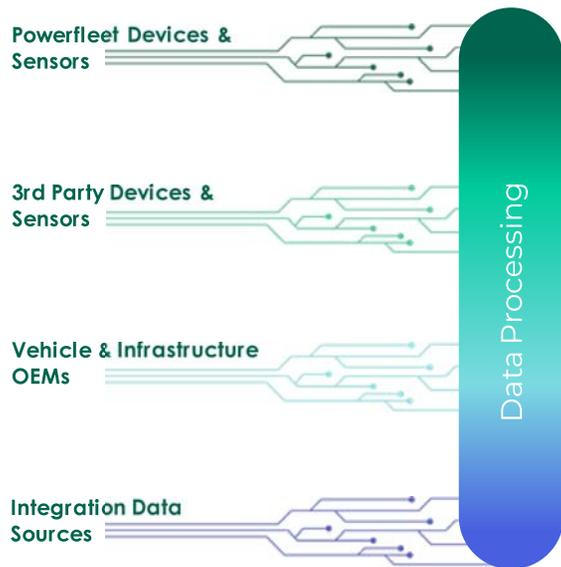 Powerfleet Devices &
Sensors
3rd Party Devices &
Sensors
Vehicle & Infrastructure
OEMs
Integration Data
Sources
Data Processing